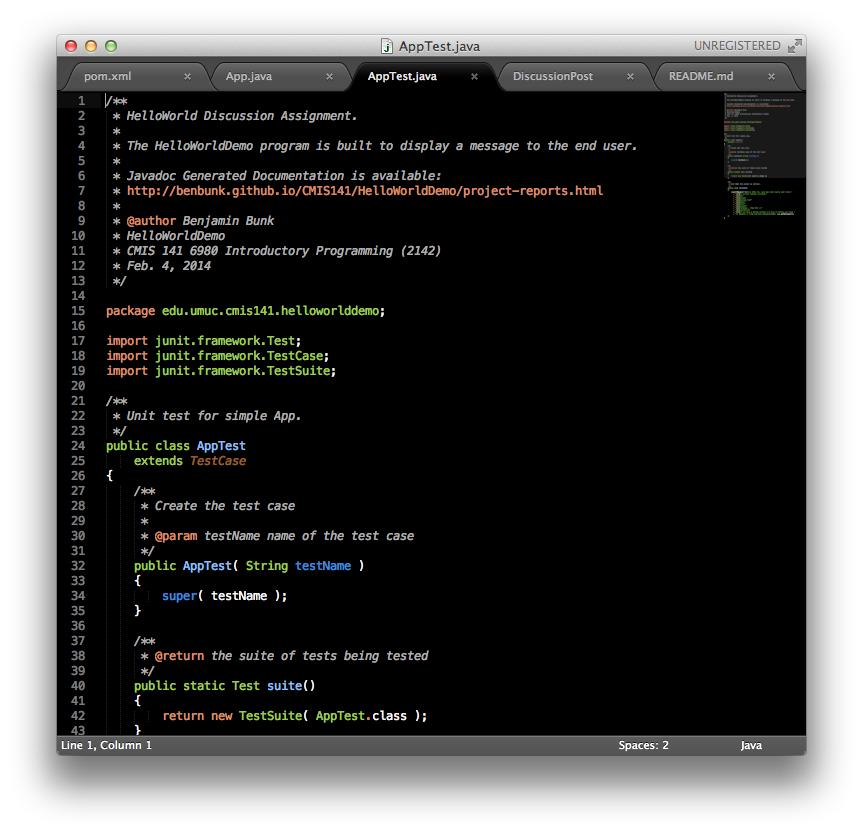 AppTest.java
UNREGISTERED
pom.xml × App.java × AppTest.java × DiscussionPost × README.md ×
1 /**
2 * HelloWorld Discussion Assignment.
3 *
4 * The HelloWorldDemo program is built to display a message to the end user.
5 *
6 * Javadoc Generated Documentation is available:
7 * http://benbunk.github.io/CMIS141/HelloWorldDemo/project-reports.html
8 *
9 * @author Benjamin Bunk
10 * HelloWorldDemo
11 * CMIS 141 6980 Introductory Programming (2142)
12 * Feb. 4, 2014
13 */
14
15 package edu.umuc.cmis141.helloworlddemo;
16
17 import junit.framework.Test;
18 import junit.framework.TestCase;
19 import junit.framework.TestSuite;
20
21 /**
22 * Unit test for simple App.
23 */
24 public class AppTest
25 extends TestCase
26 {
27 /**
28 * Create the test case
29 *
30 * @param testName name of the test case
31 */
32 public AppTest( String testName )
33 {
34 super( testName );
35 }
36
37 /**
38 * @return the suite of tests being tested
39 */
40 public static Test suite()
41 {
42 return new TestSuite( AppTest.class );
43 }
Line 1, Column 1 Spaces: 2 Java